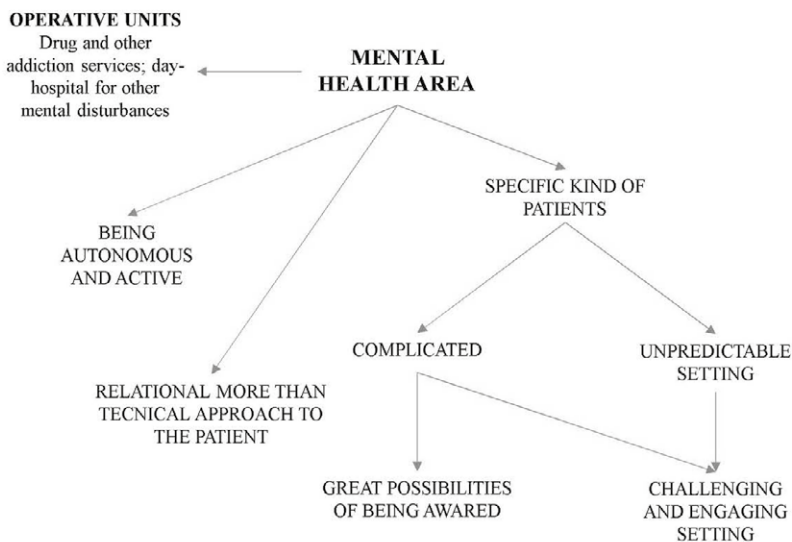 OPERATIVE UNITS
Drug and other
addiction services; day-
hospital for other
mental disturbances
MENTAL
HEALTH AREA
SPECIFIC KIND OF
PATIENTS
BEING
AUTONOMOUS
AND ACTIVE
COMPLICATED
UNPREDICTABLE
SETTING
RELATIONAL MORE THAN
TECNICAL APPROACH TO
THE PATIENT
GREAT POSSIBILITIES
OF BEING AWARED
CHALLENGING
AND ENGAGING
SETTING